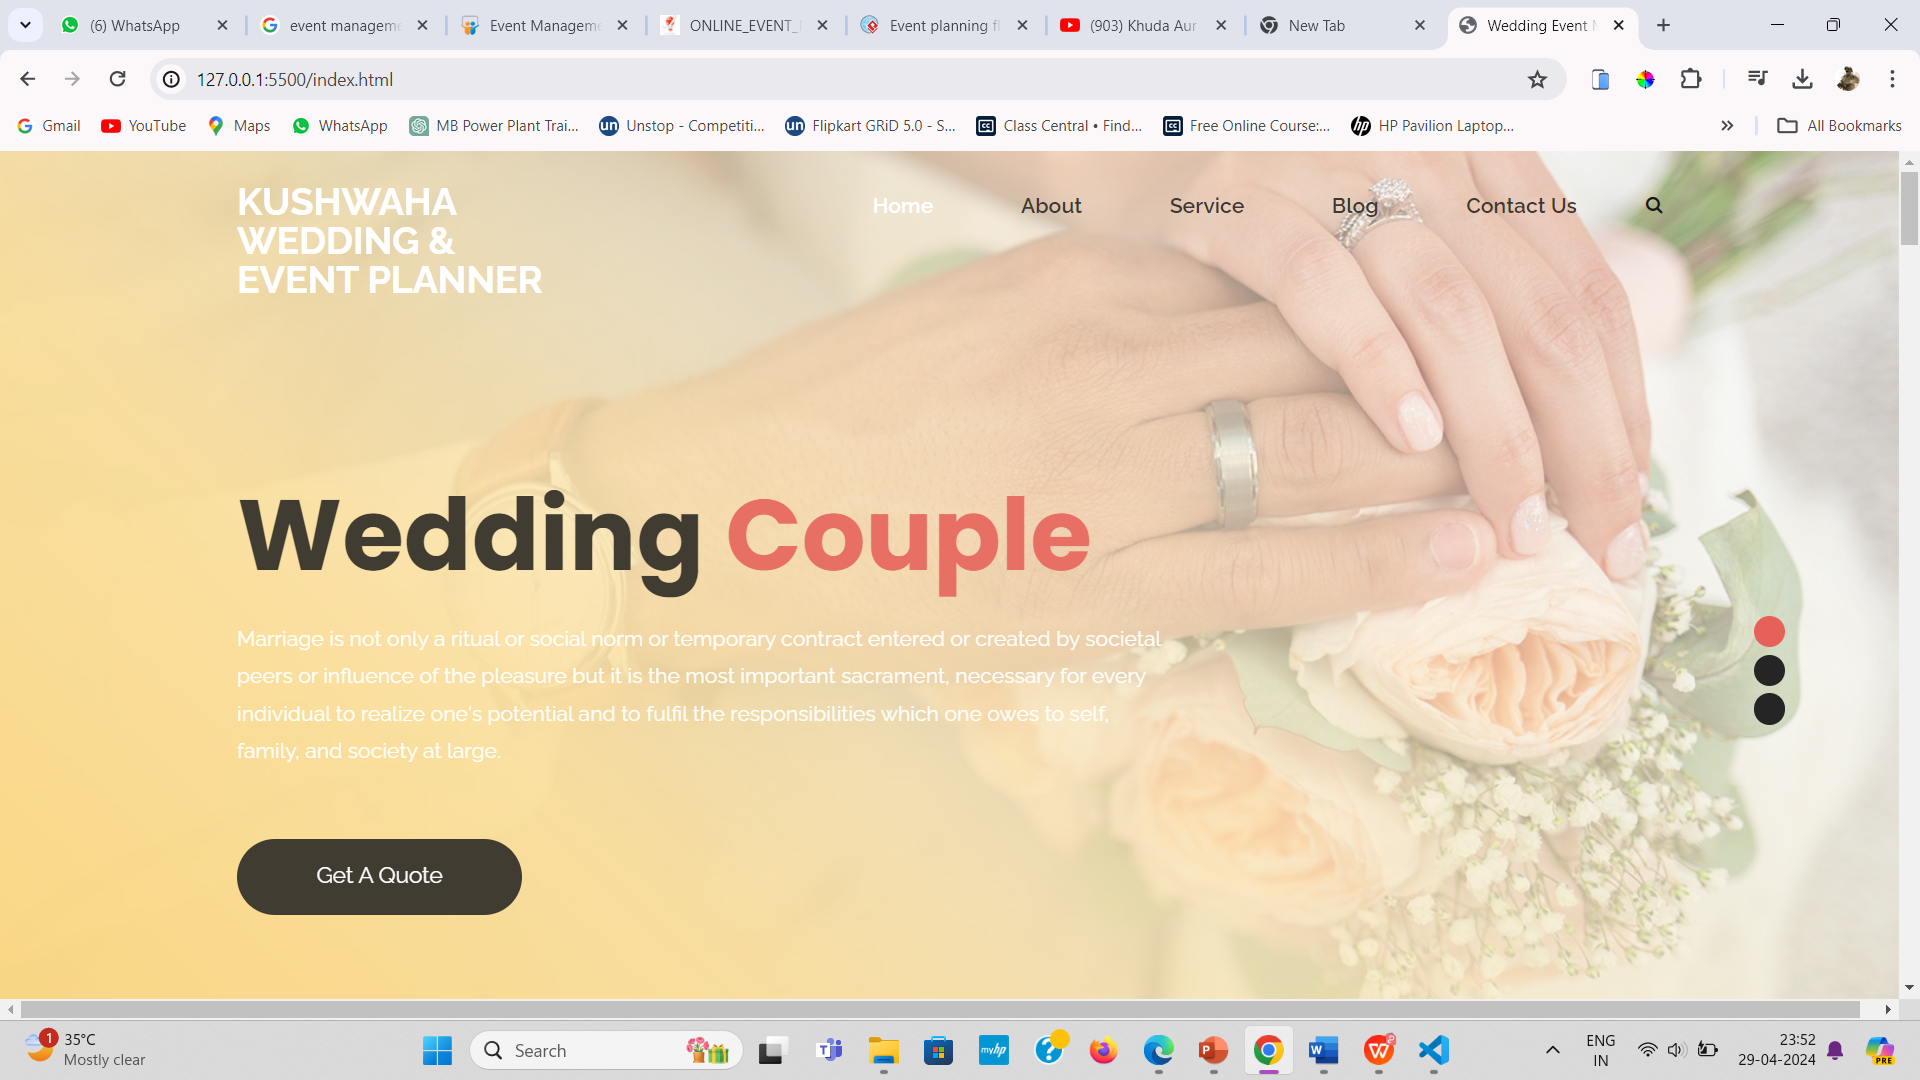 (6) WhatsApp
event manageme
Event Manageme
ONLINE_EVENT_
Event planning fl
(903) Khuda Aur
New Tab
Wedding Event M
127.0.0.1:5500/index.html
Gmail
YouTube
Maps
WhatsApp
MB Power Plant Trai...
un
Unstop - Competiti...
un
Flipkart GRiD 5.0 - S...
Class Central • Find...
Free Online Course:...
HP Pavilion Laptop...
All Bookmarks
KUSHWAHA
WEDDING &
EVENT PLANNER
Home
About
Service
Blog
Contact Us
Wedding Couple
Marriage is not only a ritual or social norm or temporary contract entered or created by societal
peers or influence of the pleasure but it is the most important sacrament, necessary for every
individual to realize one's potential and to fulfil the responsibilities which one owes to self,
family, and society at large.
Get A Quote
1
35°C
Mostly clear
Search
myhp
ENG
IN
23:52
29-04-2024
PRE